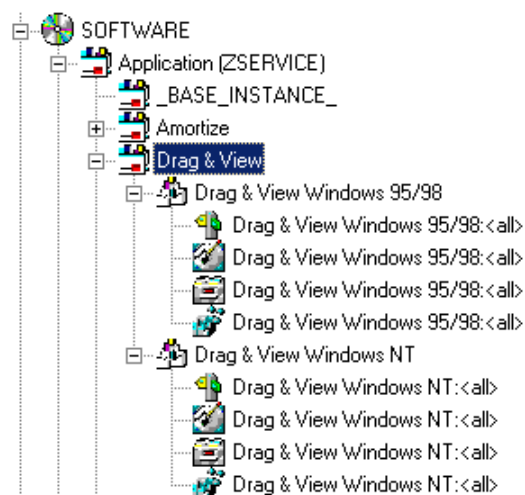 SOFTWARE
Application (ZSERVICE)
_BASE_INSTANCE_
Amortize
Drag & View
Drag & View Windows 95/98
Drag & View Windows 95/98:<all>
Drag & View Windows 95/98:<all>
Drag & View Windows 95/98:<all>
Drag & View Windows 95/98:<all>
Drag & View Windows NT
Drag & View Windows NT:<all>
Drag & View Windows NT:<all>
Drag & View Windows NT:<all>
Drag & View Windows NT:<all>